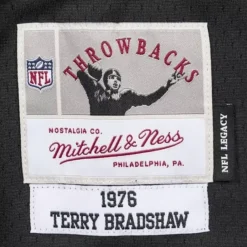 THROWBACKS
NFL
NOSTALGIA CO.
Mitchell & Ness
PHILADELPHIA, PA.
NFL LEGACY
1976
TERRY BRADSHAW